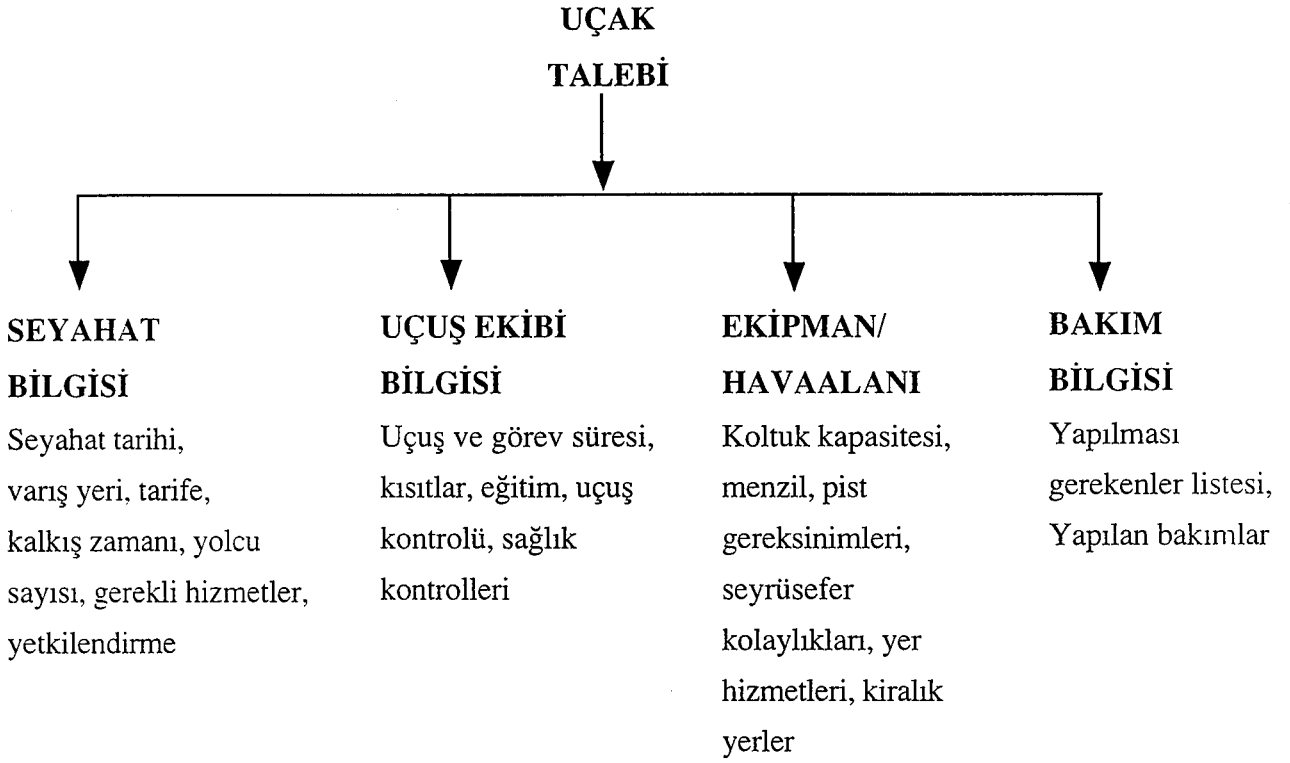 UÇAK
TALEBİ
SEYAHAT
BİLGİSİ
Seyahat tarihi,
varış yeri, tarife,
kalkış zamanı, yolcu
sayısı, gerekli hizmetler,
yetkilendirme
UÇUŞ EKİBİ
BİLGİSİ
Uçuş ve görev süresi,
kısıtlar, eğitim, uçuş
kontrolü, sağlık
kontrolleri
EKİPMAN/
HAVAALANI
Koltuk kapasitesi,
menzil, pist
gereksinimleri,
seyrüsefer
kolaylıkları, yer
hizmetleri, kiralık
yerler
BAKIM
BİLGİSİ
Yapılması
gerekenler listesi,
Yapılan bakımlar